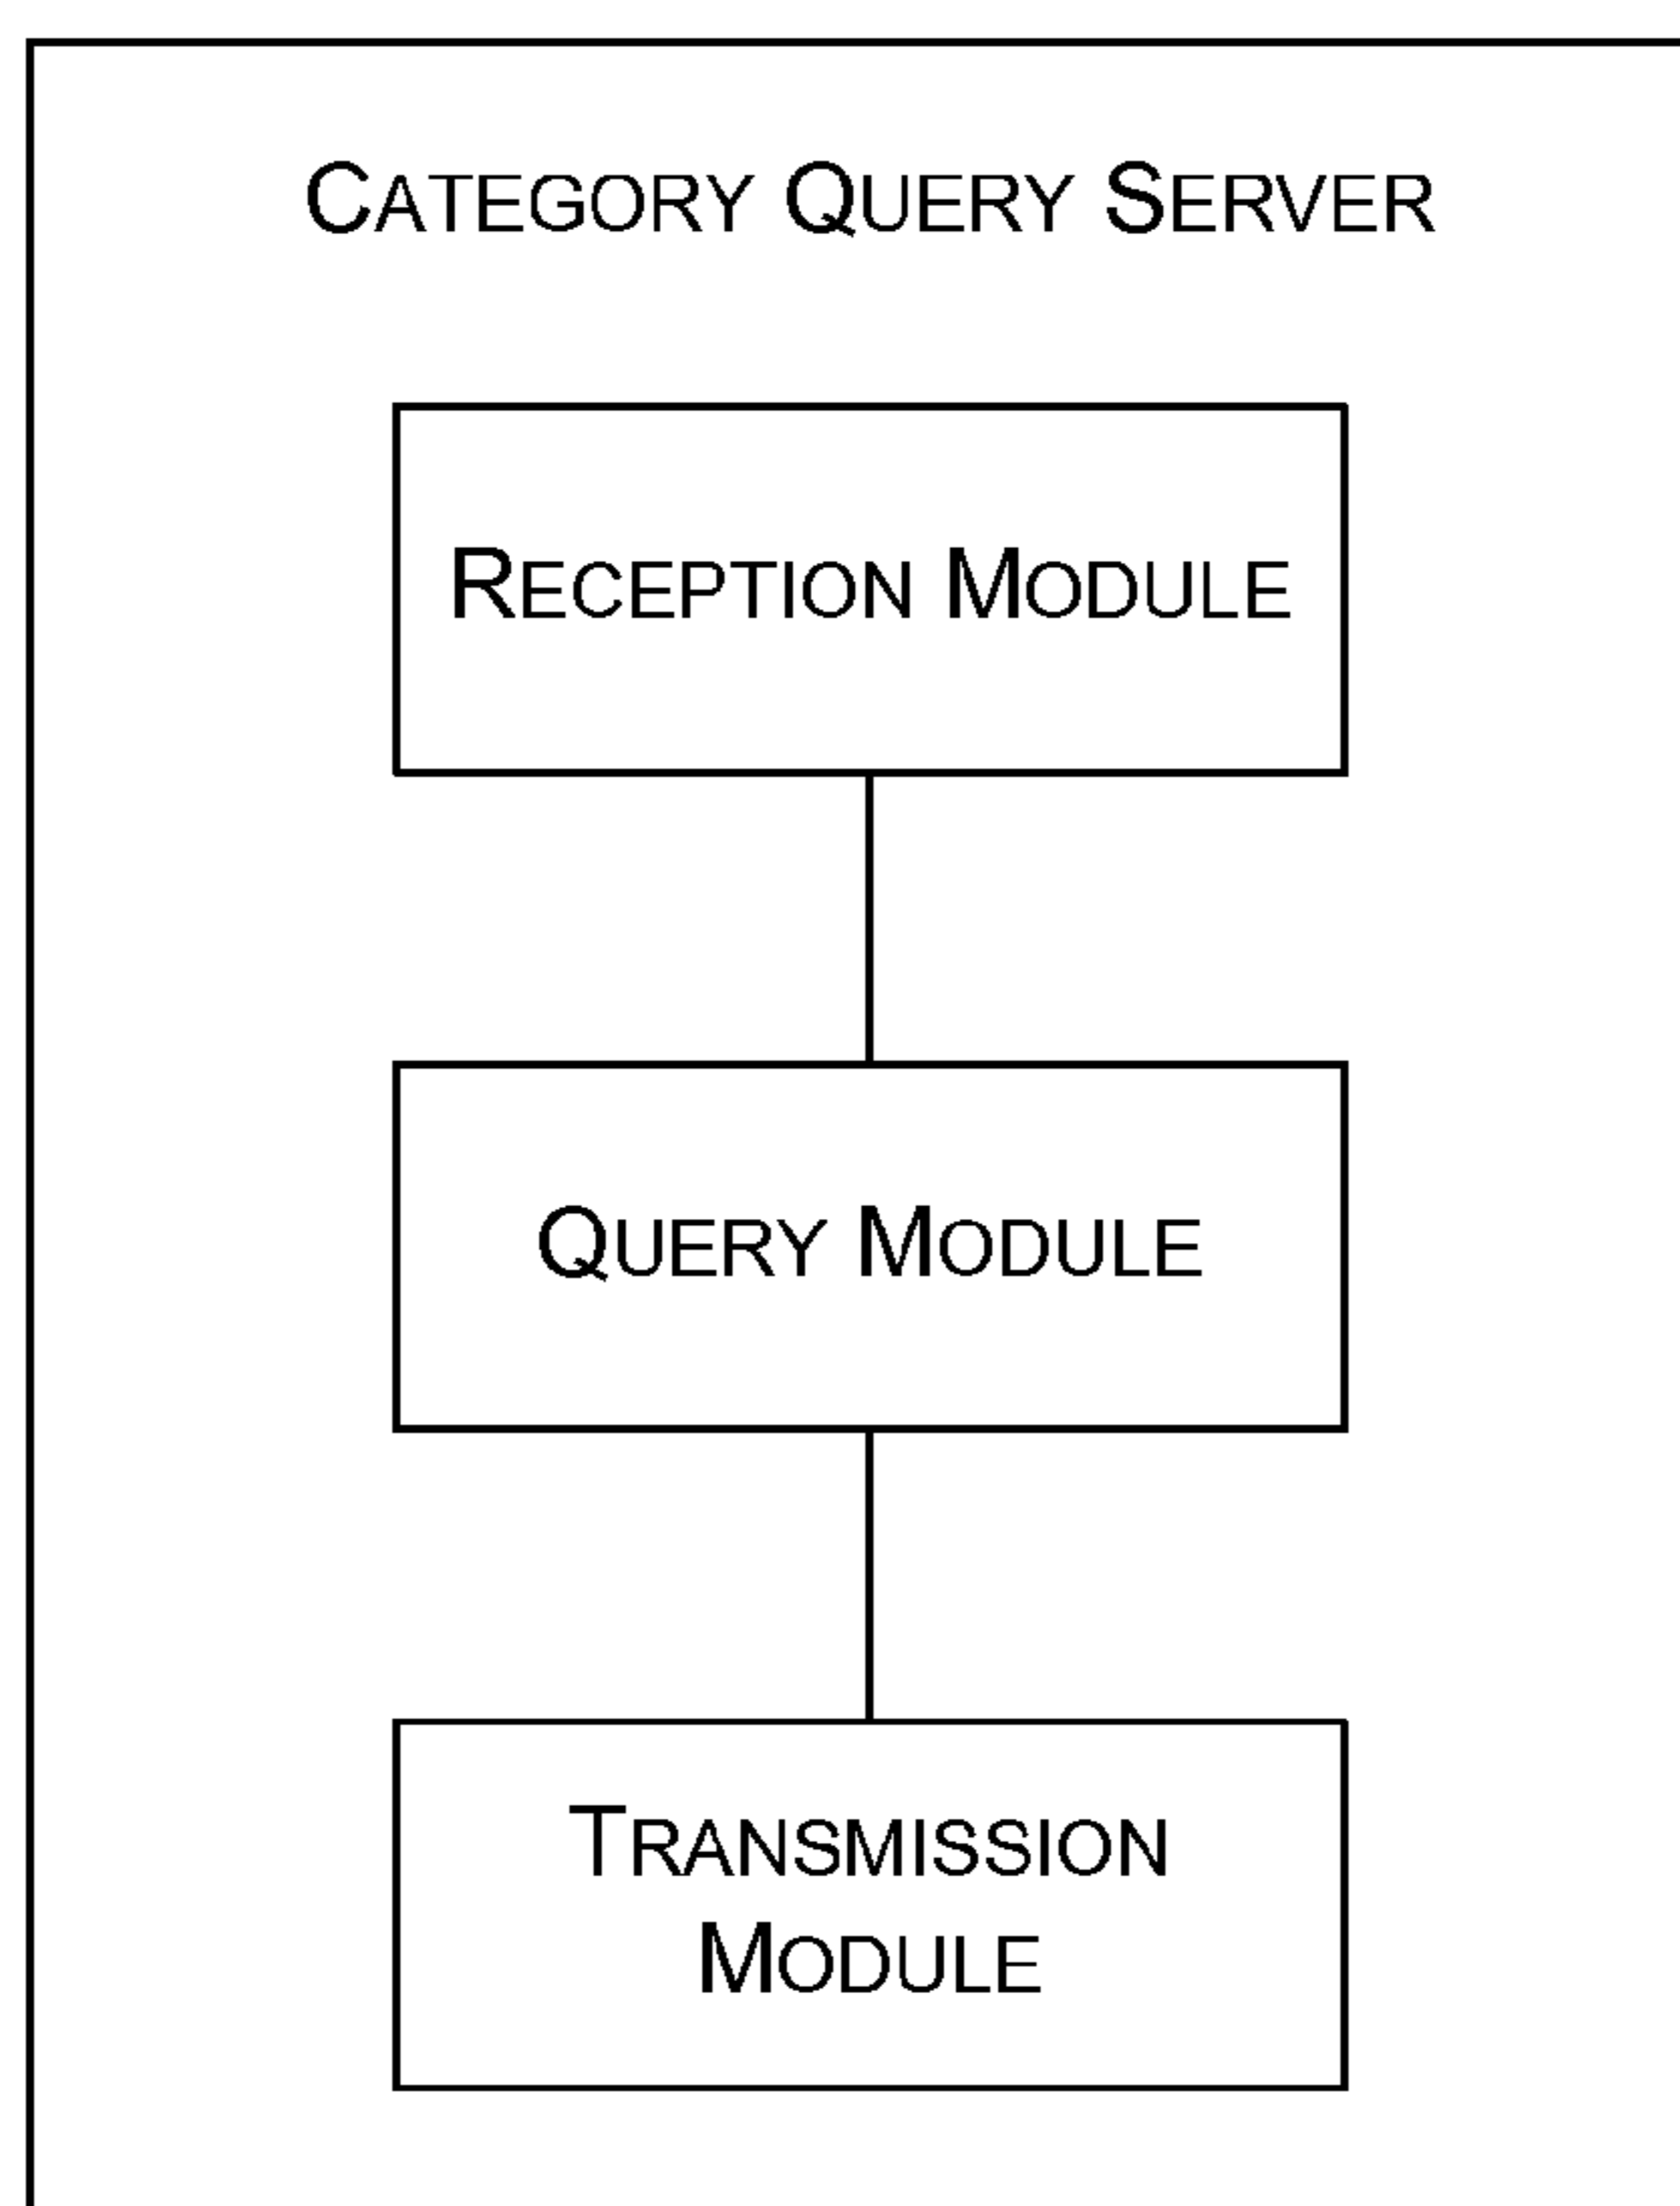 CATEGORY QUERY SERVER
RECEPTION MODULE
QUERY MODULE
TRANSMISSION
MODULE